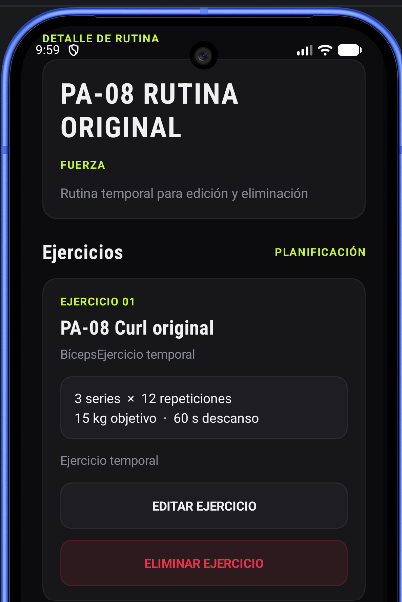 DETALLE DE RUTINA
9:59
PA-08 RUTINA
ORIGINAL
FUERZA
Rutina temporal para edición y eliminación
Ejercicios
PLANIFICACIÓN
EJERCICIO 01
PA-08 Curl original
BícepsEjercicio temporal
3 series × 12 repeticiones
15 kg objetivo · 60 s descanso
Ejercicio temporal
EDITAR EJERCICIO
ELIMINAR EJERCICIO